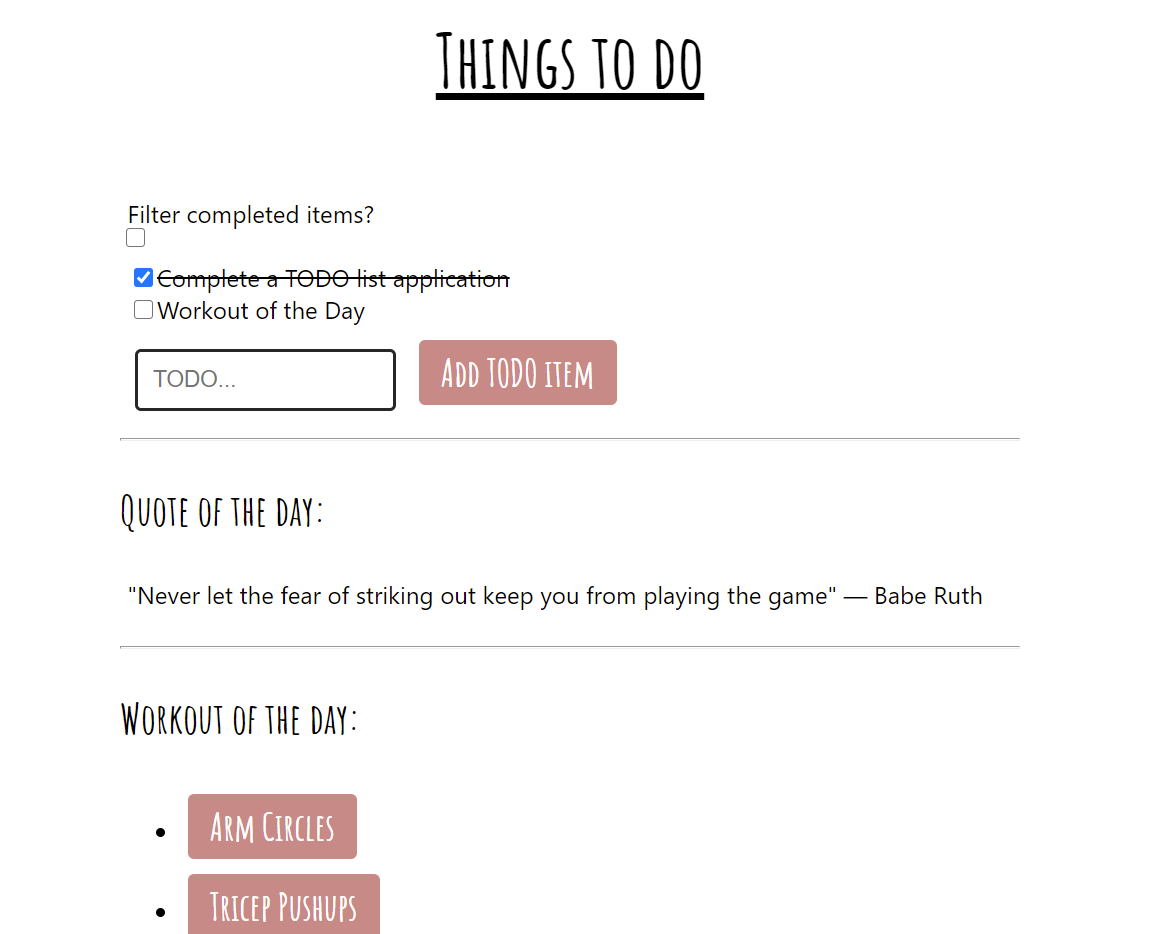 Things to do
Filter completed items?
Complete a TODO list application
Workout of the Day
TODO...
Add TODO item
Quote of the day:
"Never let the fear of striking out keep you from playing the game" — Babe Ruth
Workout of the day:
Arm Circles
Tricep Pushups